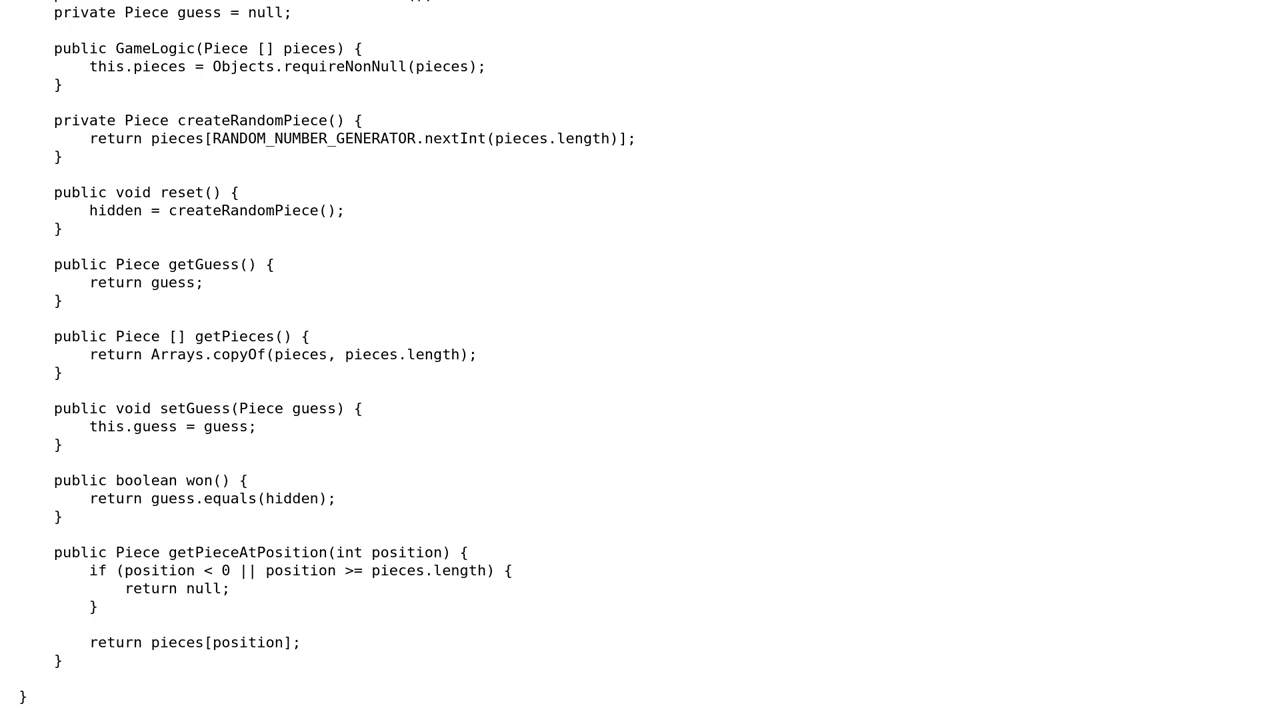 private Piece guess = null;
public GameLogic(Piece [] pieces) {
this.pieces = Objects.requireNonNull(pieces);
}
private Piece createRandomPiece() {
return pieces[RANDOM_NUMBER_GENERATOR.nextInt(pieces.length)];
}
public void reset() {
hidden = createRandomPiece();
}
public Piece getGuess() {
return guess;
}
public Piece [] getPieces() {
return Arrays.copyOf(pieces, pieces.length);
}
public void setGuess(Piece guess) {
this.guess = guess;
}
public boolean won() {
return guess.equals(hidden);
}
public Piece getPieceAtPosition(int position) {
if (position < 0 || position >= pieces.length) {
return null;
}
return pieces[position];
}
}